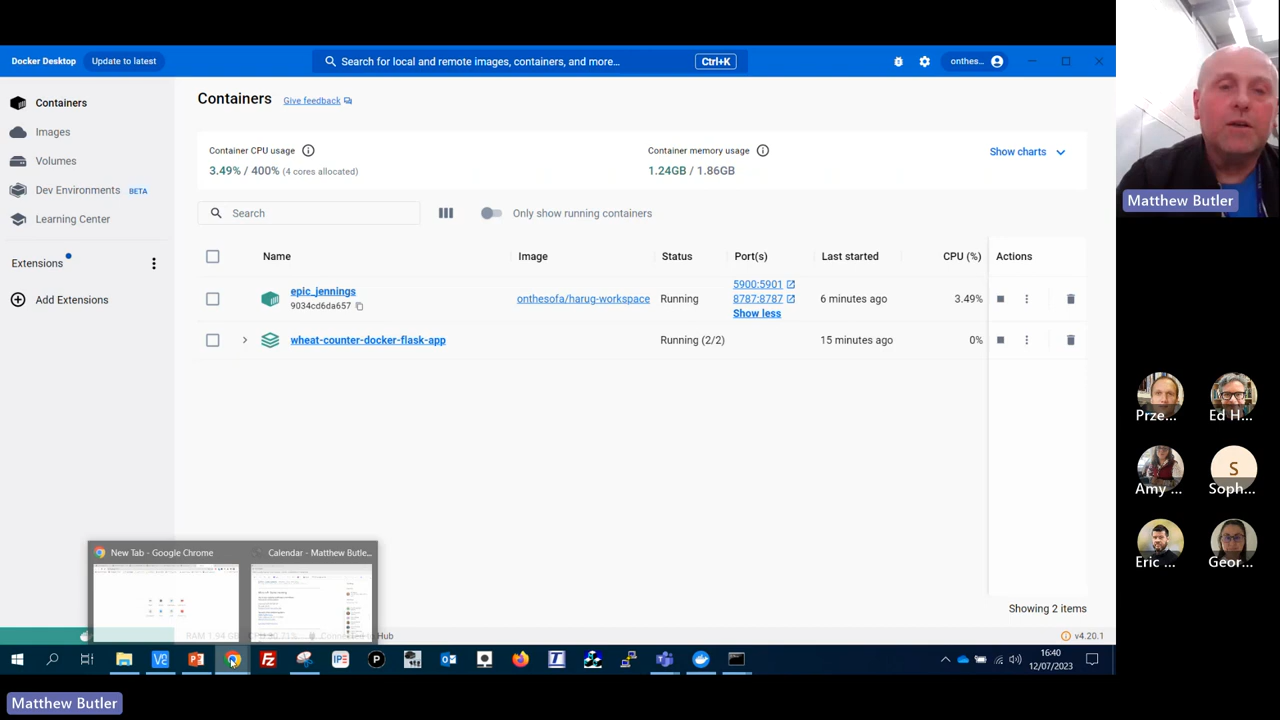 Docker Desktop
Update to latest
Search for local and remote images, containers, and more...
Ctrl+K
onthes...
Containers
Images
Volumes
Dev Environments BETA
Learning Center
Extensions
Add Extensions
Containers
Give feedback
Container CPU usage
3.49% / 400% (4 cores allocated)
Container memory usage
1.24GB / 1.86GB
Show charts
Search
Only show running containers
Name Image Status Port(s) Last started CPU (%) Actions
epic_jennings
9034cd6da657
onthesofa/harug-workspace
Running
5900:5901
8787:8787
Show less
6 minutes ago
3.49%
wheat-counter-docker-flask-app
Running (2/2)
15 minutes ago
0%
Showing 2 items
New Tab - Google Chrome
Calendar - Matthew Butle...
Hub
v4.20.1
16:40
12/07/2023
Matthew Butler
Matthew Butler
Prze...
Ed H...
Amy ...
S
Soph...
Eric ...
Geor...